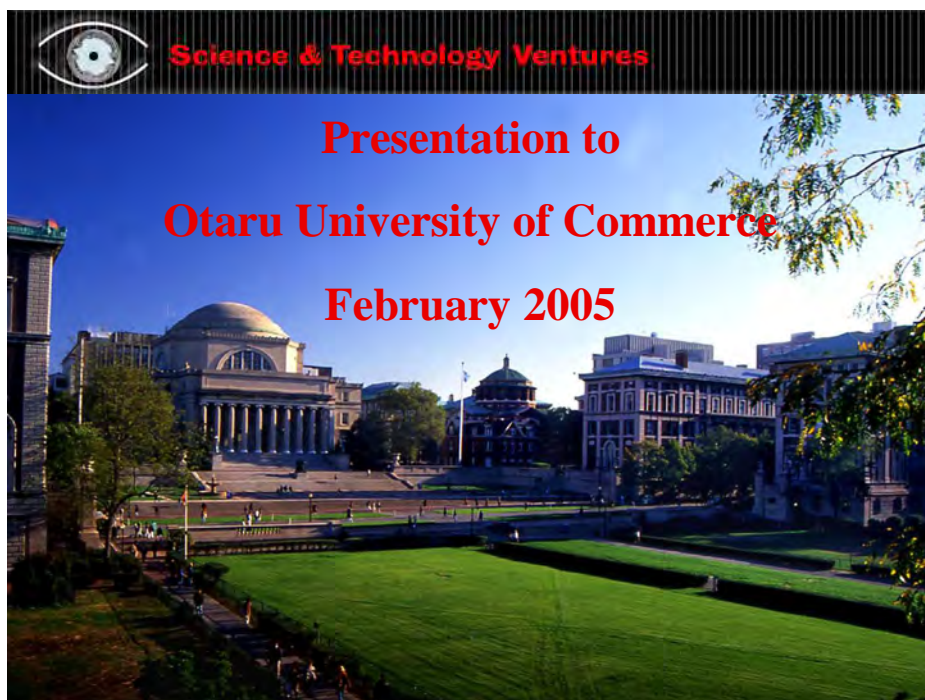 Science & Technology Ventures
Presentation to
Otaru University of Commerce
February 2005